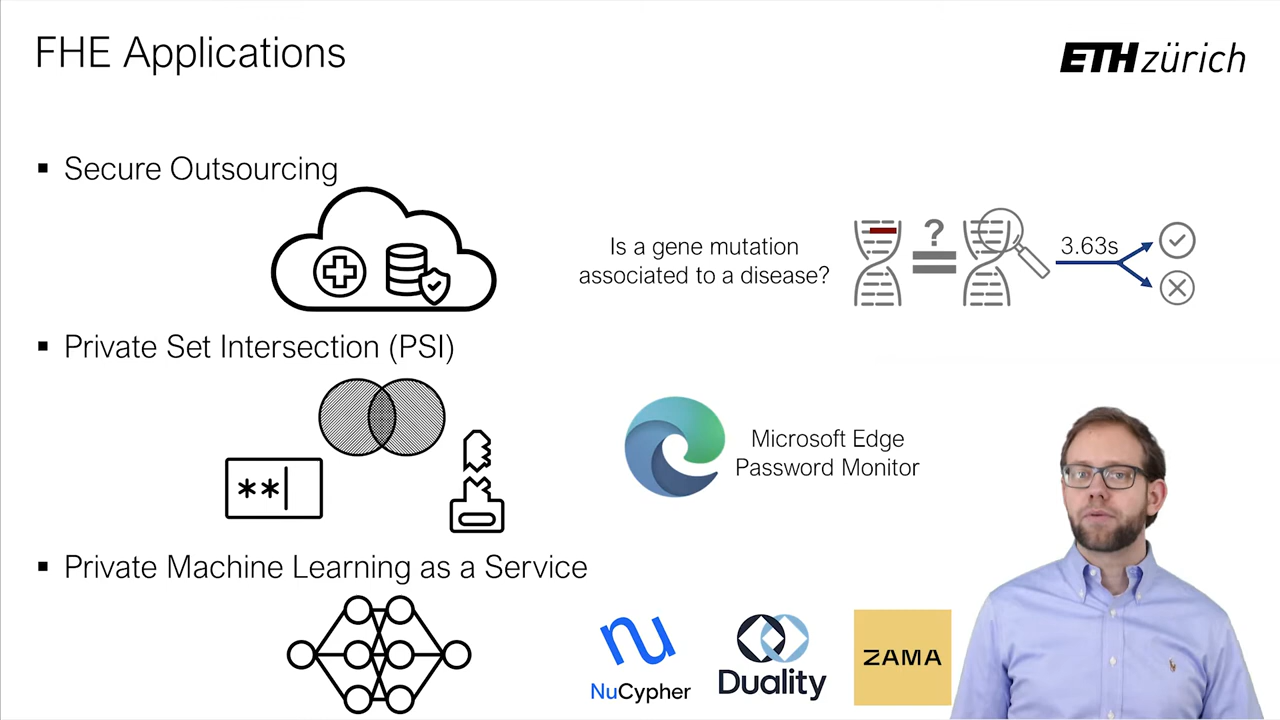 FHE Applications
ETH zürich
▪ Secure Outsourcing
Is a gene mutation
associated to a disease?
?
3.63s
▪ Private Set Intersection (PSI)
**|
Microsoft Edge
Password Monitor
▪ Private Machine Learning as a Service
nu
NuCypher
Duality
ZAMA